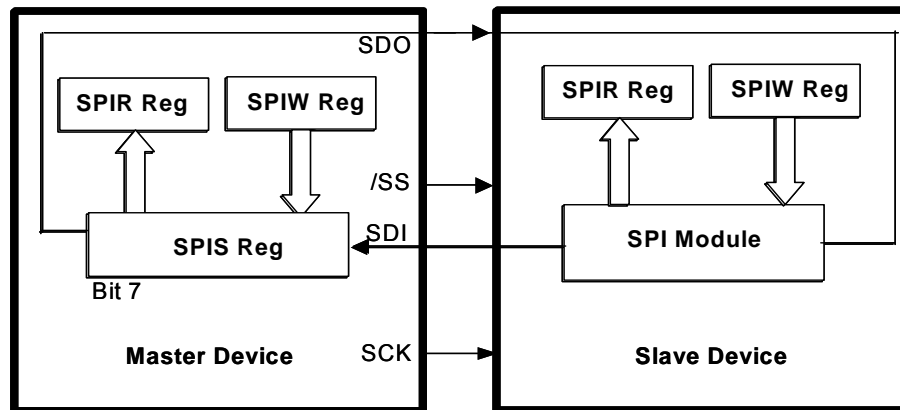 SDO
SPIR Reg
SPIW Reg
SPIR Reg
SPIW Reg
/SS
SPIS Reg
SDI
SPI Module
Bit 7
Master Device
SCK
Slave Device